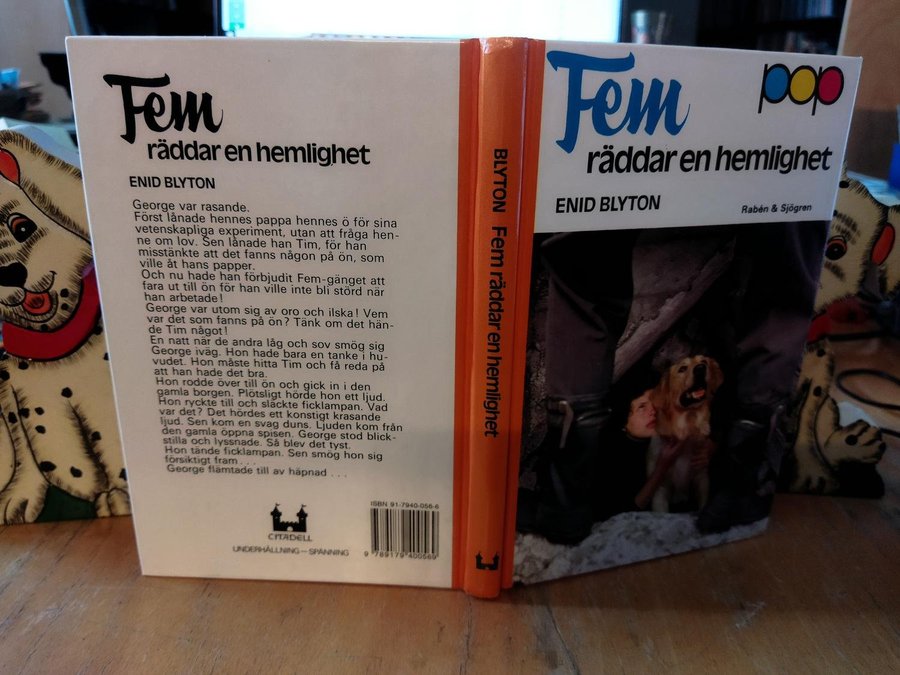 Fem
räddar en hemlighet
ENID BLYTON
George var rasande.
Först lånade hennes pappa hennes ö för sina
vetenskapliga experiment, utan att fråga hen-
ne om lov. Sen lånade han Tim, för han
misstänkte att det fanns någon på ön, som
ville åt hans papper.
Och nu hade han förbjudit Fem-gänget att
fara ut till ön för han ville inte bli störd när
han arbetade!
George var utom sig av oro och ilska! Vem
var det som fanns på ön? Tänk om det hän-
de Tim något!
En natt när de andra låg och sov smög sig
George iväg. Hon hade bara en tanke i hu-
vudet. Hon måste hitta Tim och få reda på
att han hade det bra.
Hon rodde över till ön och gick in i den
gamla borgen. Plötsligt hörde hon ett ljud.
Hon ryckte till och släckte ficklampan. Vad
var det? Det hördes ett konstigt krasande
ljud. Sen kom en svag duns. Ljuden kom från
den gamla öppna spisen. George stod blick-
stilla och lyssnade. Så blev det tyst.
Hon tände ficklampan. Sen smög hon sig
försiktigt fram . . .
George flämtade till av häpnad . . .
CITADELL
UNDERHÅLLNING – SPÄNNING
ISBN 91-7940-056-6
9 789179 400569
BLYTON Fem räddar en hemlighet
Fem
räddar en hemlighet
pop
ENID BLYTON
Rabén & Sjögren